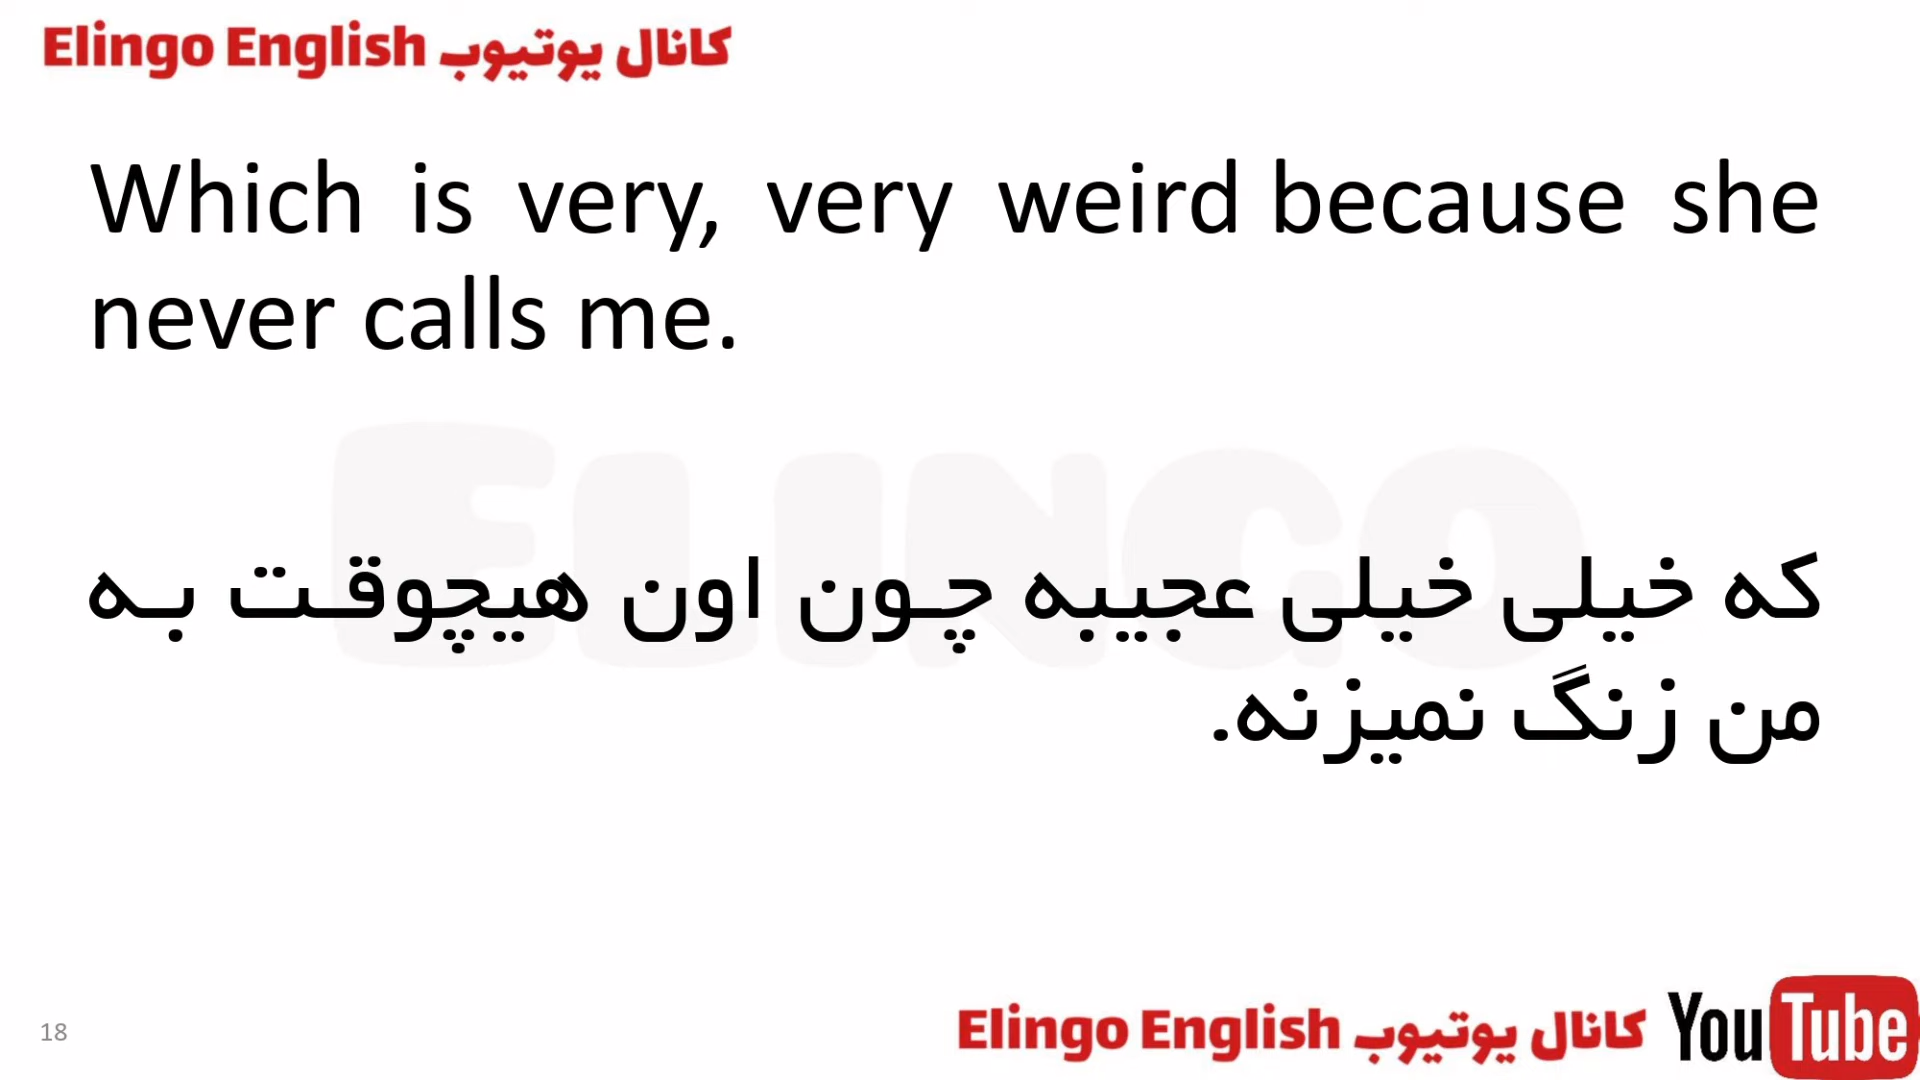 Elingo English کانال یوتیوب
Which is very, very weird because she
never calls me.
ELINGO
که خیلی خیلی عجیبه چون اون هیچوقت به
من زنگ نمیزنه.
18
Elingo English کانال یوتیوب YouTube